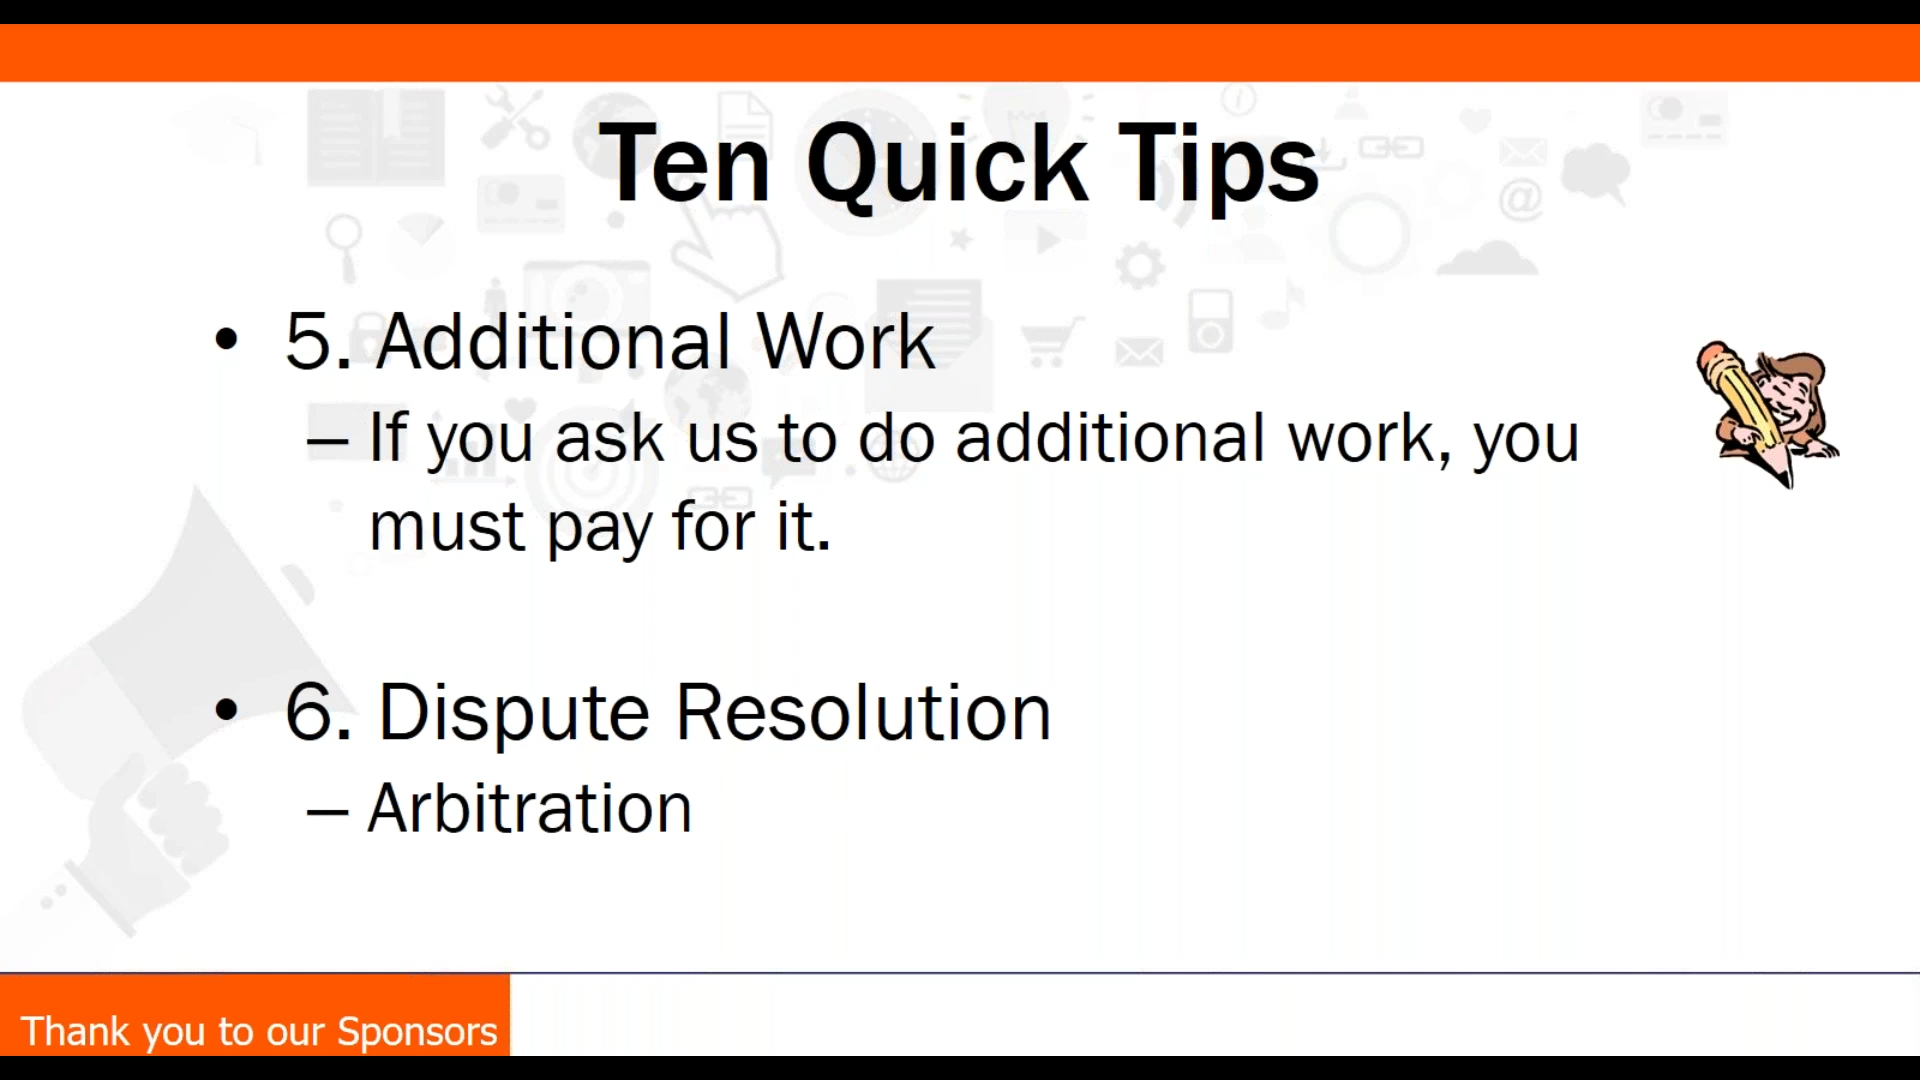 Ten Quick Tips
• 5. Additional Work
– If you ask us to do additional work, you
must pay for it.
• 6. Dispute Resolution
– Arbitration
Thank you to our Sponsors